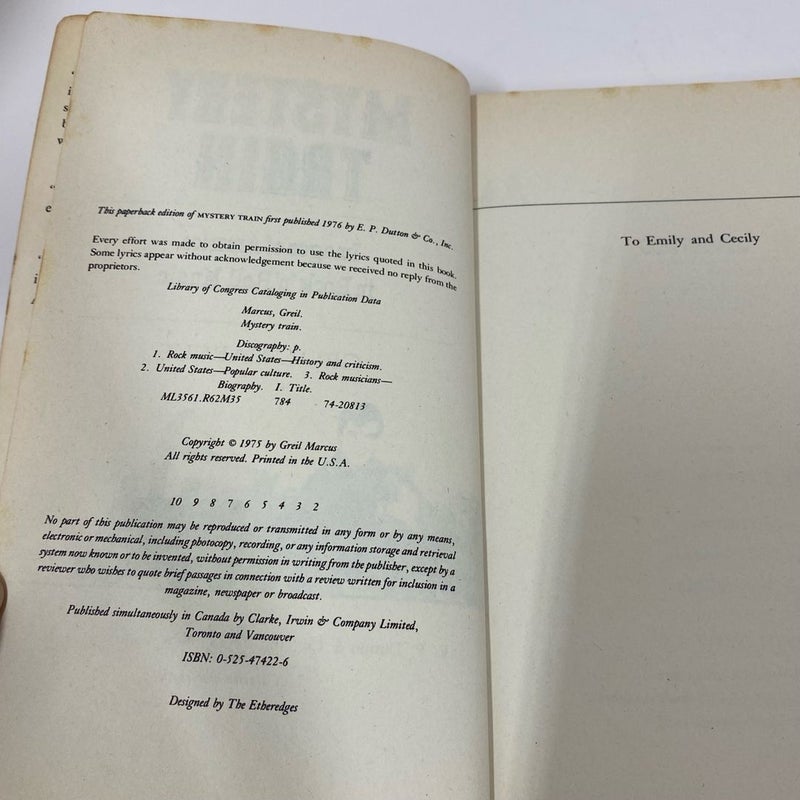 This paperback edition of MYSTERY TRAIN first published 1976 by E. P. Dutton & Co., Inc.
Every effort was made to obtain permission to use the lyrics quoted in this book.
Some lyrics appear without acknowledgement because we received no reply from the
proprietors.
Library of Congress Cataloging in Publication Data
Marcus, Greil.
Mystery train.
Discography: p.
1. Rock music—United States—History and criticism.
2. United States—Popular culture. 3. Rock musicians—
Biography. I. Title.
ML3561.R62M35 784 74-20813
Copyright © 1975 by Greil Marcus
All rights reserved. Printed in the U.S.A.
10 9 8 7 6 5 4 3 2
No part of this publication may be reproduced or transmitted in any form or by any means,
electronic or mechanical, including photocopy, recording, or any information storage and retrieval
system now known or to be invented, without permission in writing from the publisher, except by a
reviewer who wishes to quote brief passages in connection with a review written for inclusion in a
magazine, newspaper or broadcast.
Published simultaneously in Canada by Clarke, Irwin & Company Limited,
Toronto and Vancouver
ISBN: 0-525-47422-6
Designed by The Etheredges
To Emily and Cecily